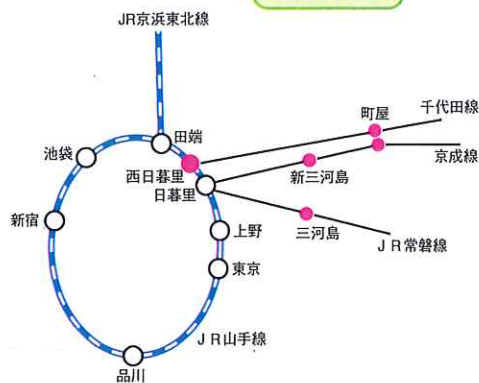 JR京浜東北線
田端
池袋
西日暮里
日暮里
町屋
千代田線
京成線
新三河島
新宿
上野
三河島
JR常磐線
東京
JR山手線
品川